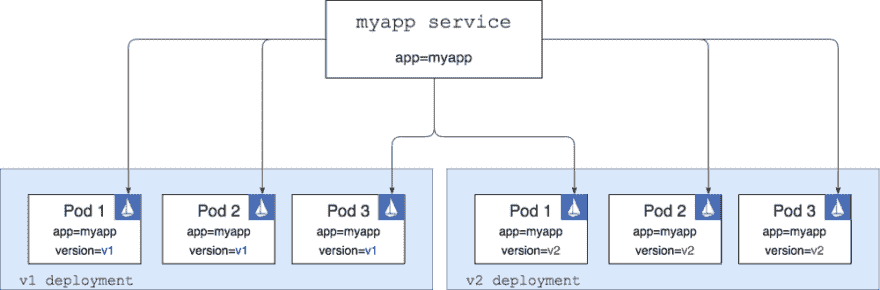 myapp service
app=myapp
Pod 1
app=myapp
version=v1
Pod 2
app=myapp
version=v1
Pod 3
app=myapp
version=v1
v1 deployment
Pod 1
app=myapp
version=v2
Pod 2
app=myapp
version=v2
Pod 3
app=myapp
version=v2
v2 deployment